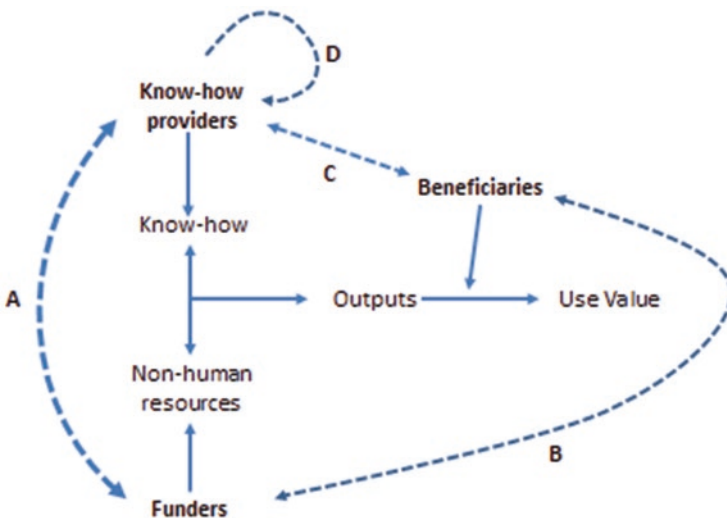 D
Know-how
providers
C
Beneficiaries
Know-how
A
Outputs
Use Value
Non-human
resources
B
Funders